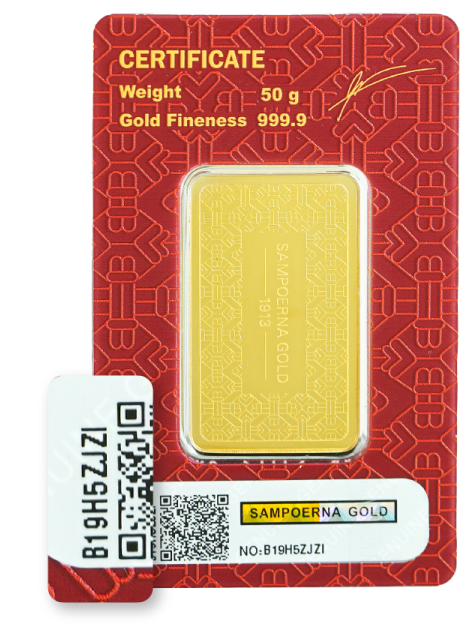 CERTIFICATE
Weight 50 g
Gold Fineness 999.9
SAMPOERNA GOLD
1913
B19H5ZJZI
SAMPOERNA GOLD
NO:B19H5ZJZI